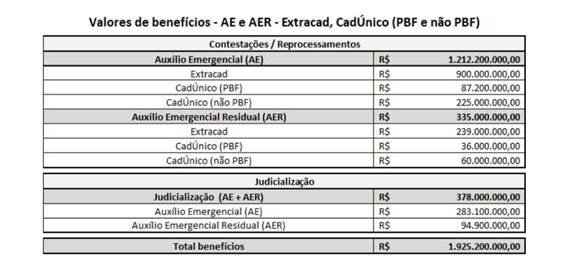 Valores de benefícios - AE e AER - Extracad, CadÚnico (PBF e não PBF)
Contestações / Reprocessamentos
Auxílio Emergencial (AE) R$ 1.212.200.000,00
Extracad R$ 900.000.000,00
CadÚnico (PBF) R$ 87.200.000,00
CadÚnico (não PBF) R$ 225.000.000,00
Auxílio Emergencial Residual (AER) R$ 335.000.000,00
Extracad R$ 239.000.000,00
CadÚnico (PBF) R$ 36.000.000,00
CadÚnico (não PBF) R$ 60.000.000,00
Judicialização
Judicialização (AE + AER) R$ 378.000.000,00
Auxílio Emergencial (AE) R$ 283.100.000,00
Auxílio Emergencial Residual (AER) R$ 94.900.000,00
Total benefícios R$ 1.925.200.000,00